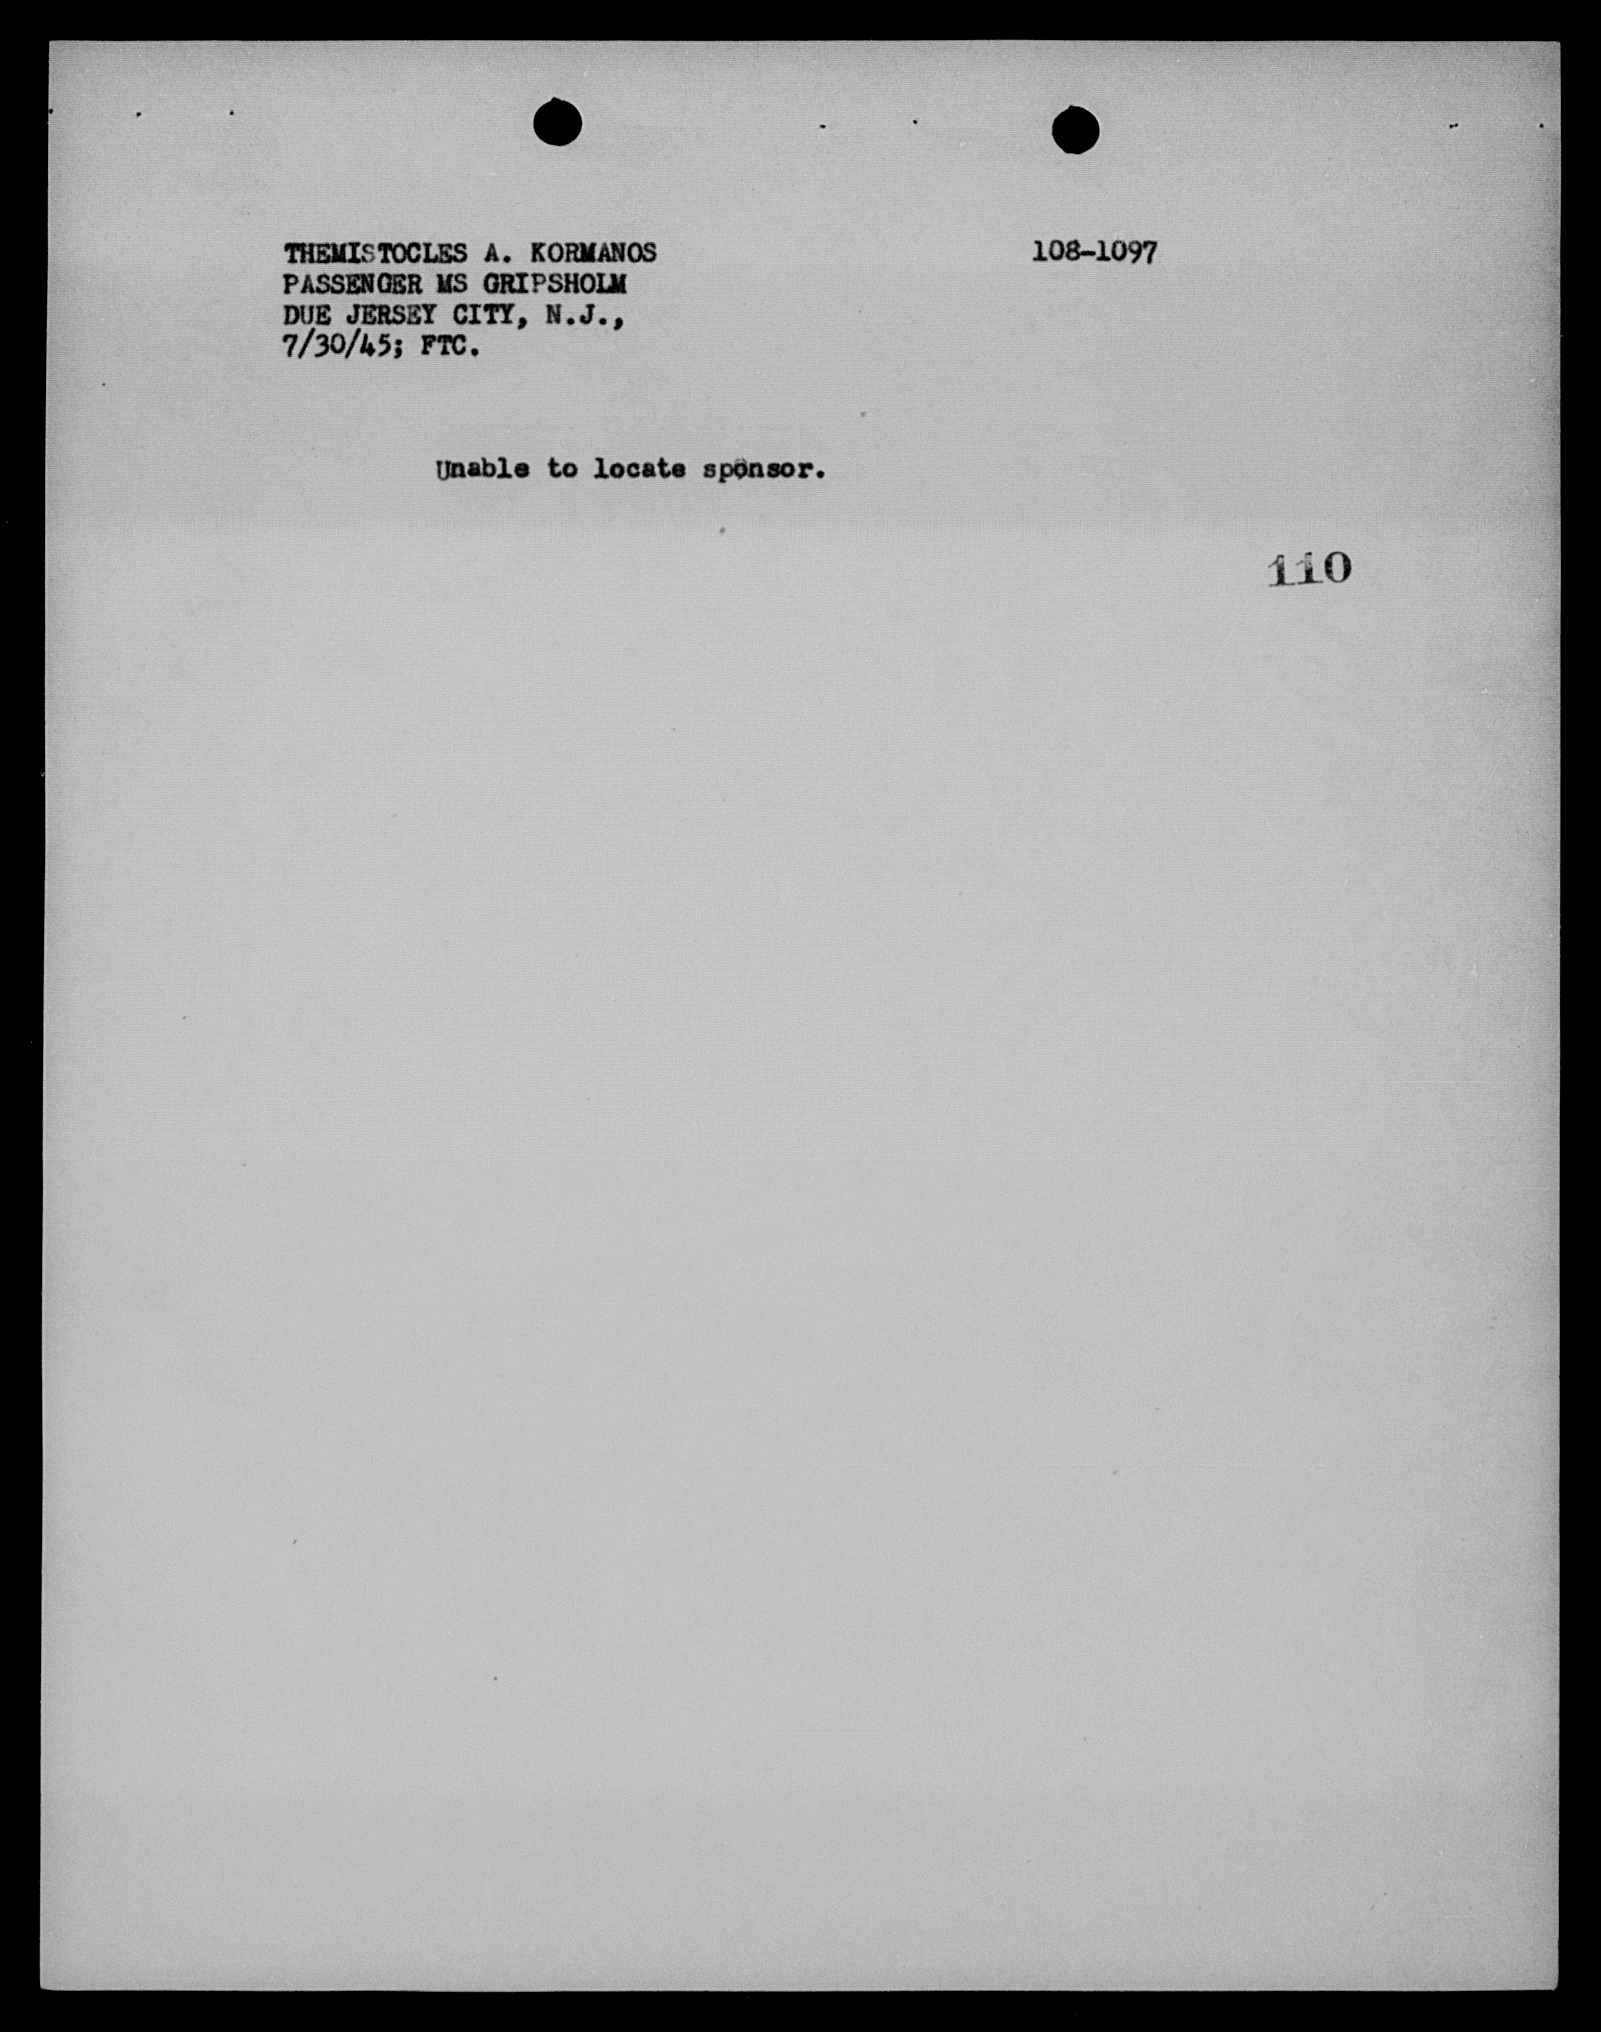 THEMISTOCLES A. KORMANOS 108-1097
PASSENGER MS GRIPSHOLM
DUE JERSEY CITY, N.J.,
7/30/45; FTC.
Unable to locate sponsor.
110